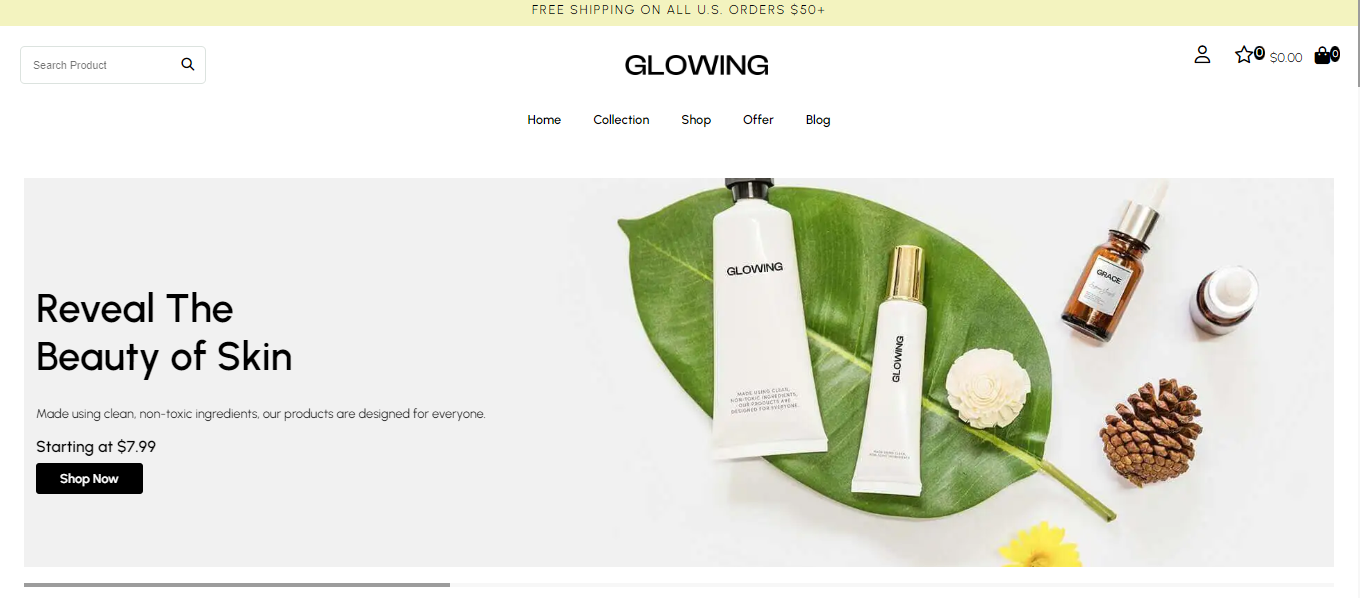 FREE SHIPPING ON ALL U.S. ORDERS $50+
Search Product
GLOWING
0
$0.00
0
Home
Collection
Shop
Offer
Blog
Reveal The
Beauty of Skin
Made using clean, non-toxic ingredients, our products are designed for everyone.
Starting at $7.99
Shop Now
GLOWING
MADE USING CLEAN,
NON-TOXIC INGREDIENTS,
OUR PRODUCTS ARE
DESIGNED FOR EVERYONE.
GLOWING
GRACE